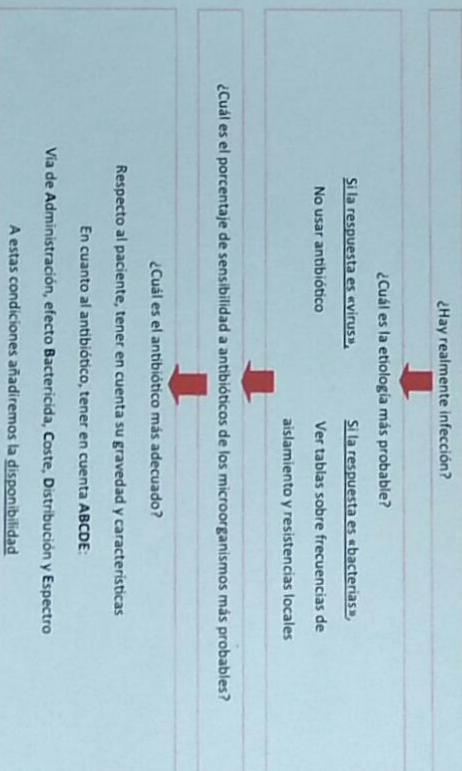 ¿Hay realmente infección?
¿Cuál es la etiología más probable?
Si la respuesta es «virus»,
No usar antibiótico
Si la respuesta es «bacterias»,
Ver tablas sobre frecuencias de
aislamiento y resistencias locales
¿Cuál es el porcentaje de sensibilidad a antibióticos de los microorganismos más probables?
¿Cuál es el antibiótico más adecuado?
Respecto al paciente, tener en cuenta su gravedad y características
En cuanto al antibiótico, tener en cuenta ABCDE:
Vía de Administración, efecto Bactericida, Coste, Distribución y Espectro
A estas condiciones añadiremos la disponibilidad